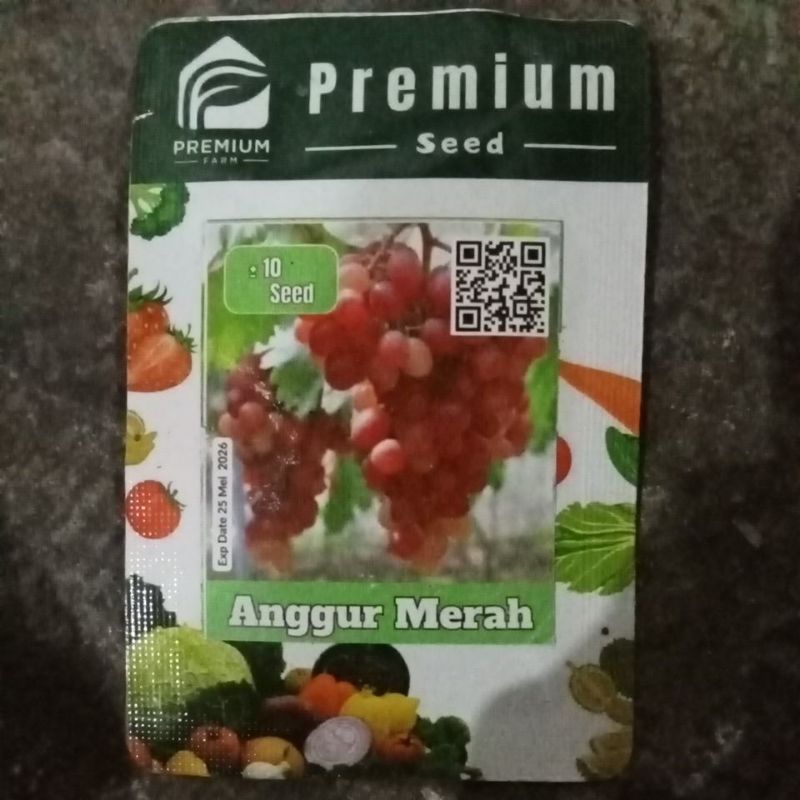 PREMIUM
FARM
Premium
Seed
± 10
Seed
Exp Date 25 Mei 2026
Anggur Merah